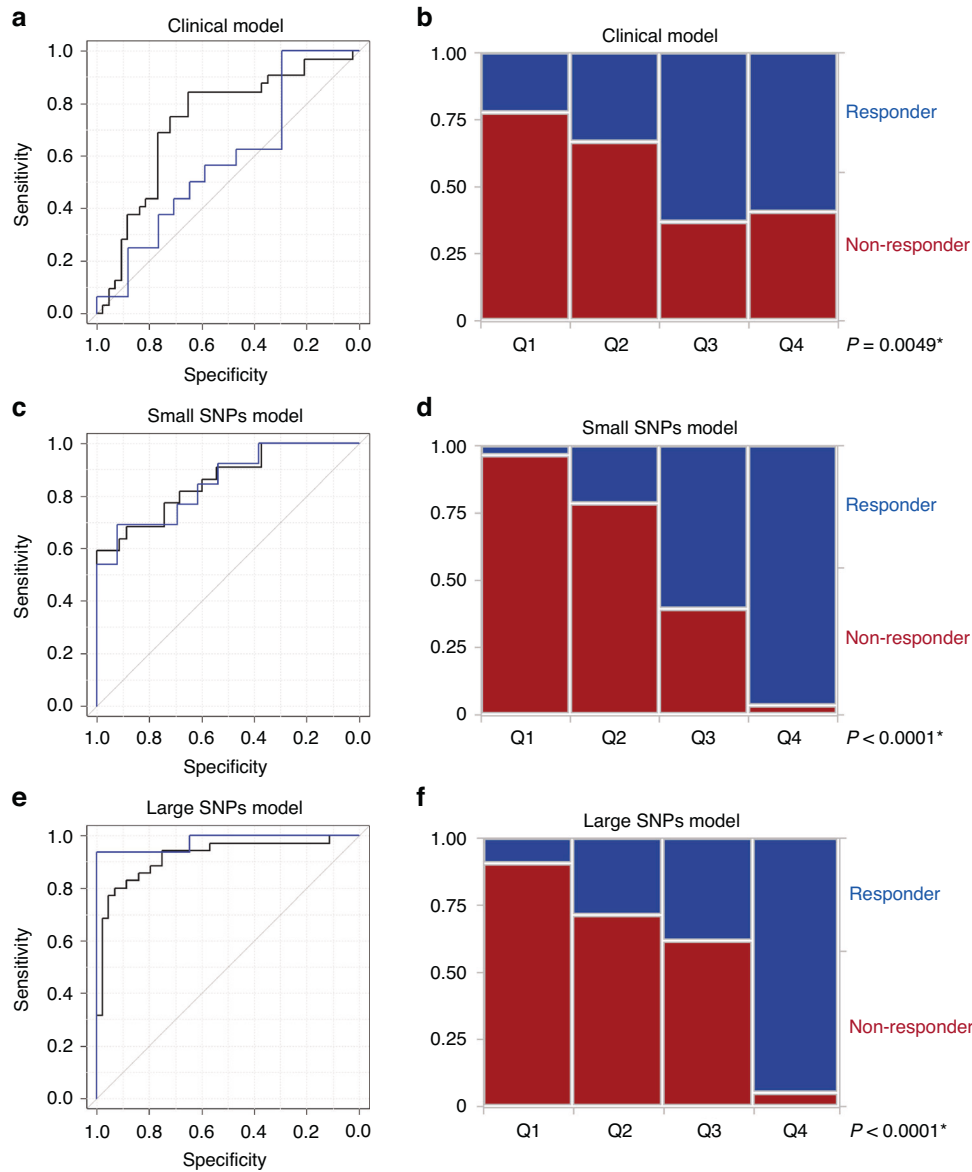 a
Clinical model
1.0
0.8
0.6
0.4
0.2
0.0
Sensitivity
1.0 0.8 0.6 0.4 0.2 0.0
Specificity
b
Clinical model
1.00
0.75
0.50
0.25
0
Responder
Non-responder
Q1 Q2 Q3 Q4
P = 0.0049*
c
Small SNPs model
1.0
0.8
0.6
0.4
0.2
0.0
Sensitivity
1.0 0.8 0.6 0.4 0.2 0.0
Specificity
d
Small SNPs model
1.00
0.75
0.50
0.25
0
Responder
Non-responder
Q1 Q2 Q3 Q4
P < 0.0001*
e
Large SNPs model
1.0
0.8
0.6
0.4
0.2
0.0
Sensitivity
1.0 0.8 0.6 0.4 0.2 0.0
Specificity
f
Large SNPs model
1.00
0.75
0.50
0.25
0
Responder
Non-responder
Q1 Q2 Q3 Q4
P < 0.0001*